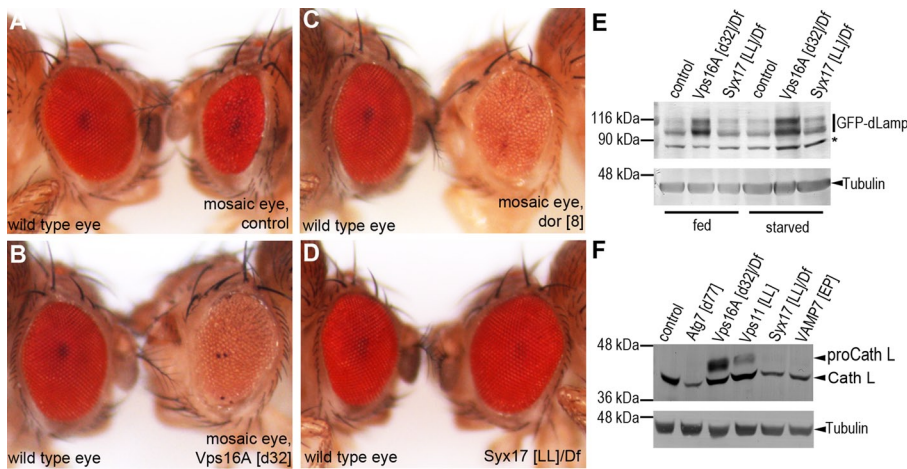 A
wild type eye
mosaic eye,
control
B
wild type eye
mosaic eye,
Vps16A [d32]
C
wild type eye
mosaic eye,
dor [8]
D
wild type eye
Syx17 [LL]/Df
E
control
Vps16A [d32]/Df
Syx17 [LL]/Df
control
Vps16A [d32]/Df
Syx17 [LL]/Df
116 kDa
90 kDa
GFP-dLamp
*
48 kDa
Tubulin
fed
starved
F
control
Atg7 [d77]
Vps16A [d32]/Df
Vps11 [LL]
Syx17 [LL]/Df
VAMP7 [EP]
48 kDa
proCath L
Cath L
36 kDa
48 kDa
Tubulin